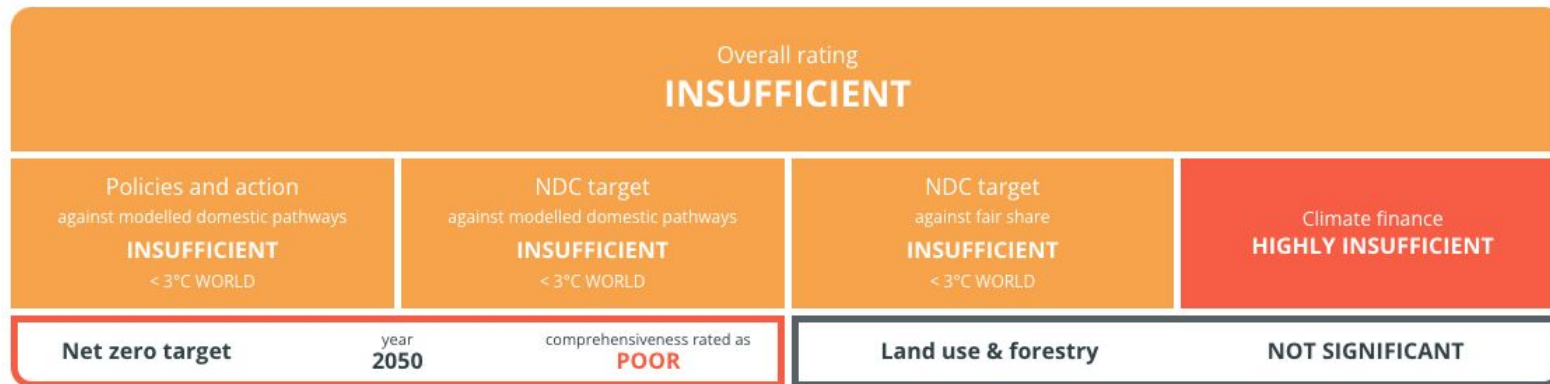 Overall rating
INSUFFICIENT
Policies and action
against modelled domestic pathways
INSUFFICIENT
< 3°C WORLD
NDC target
against modelled domestic pathways
INSUFFICIENT
< 3°C WORLD
NDC target
against fair share
INSUFFICIENT
< 3°C WORLD
Climate finance
HIGHLY INSUFFICIENT
Net zero target
year
2050
comprehensiveness rated as
POOR
Land use & forestry
NOT SIGNIFICANT